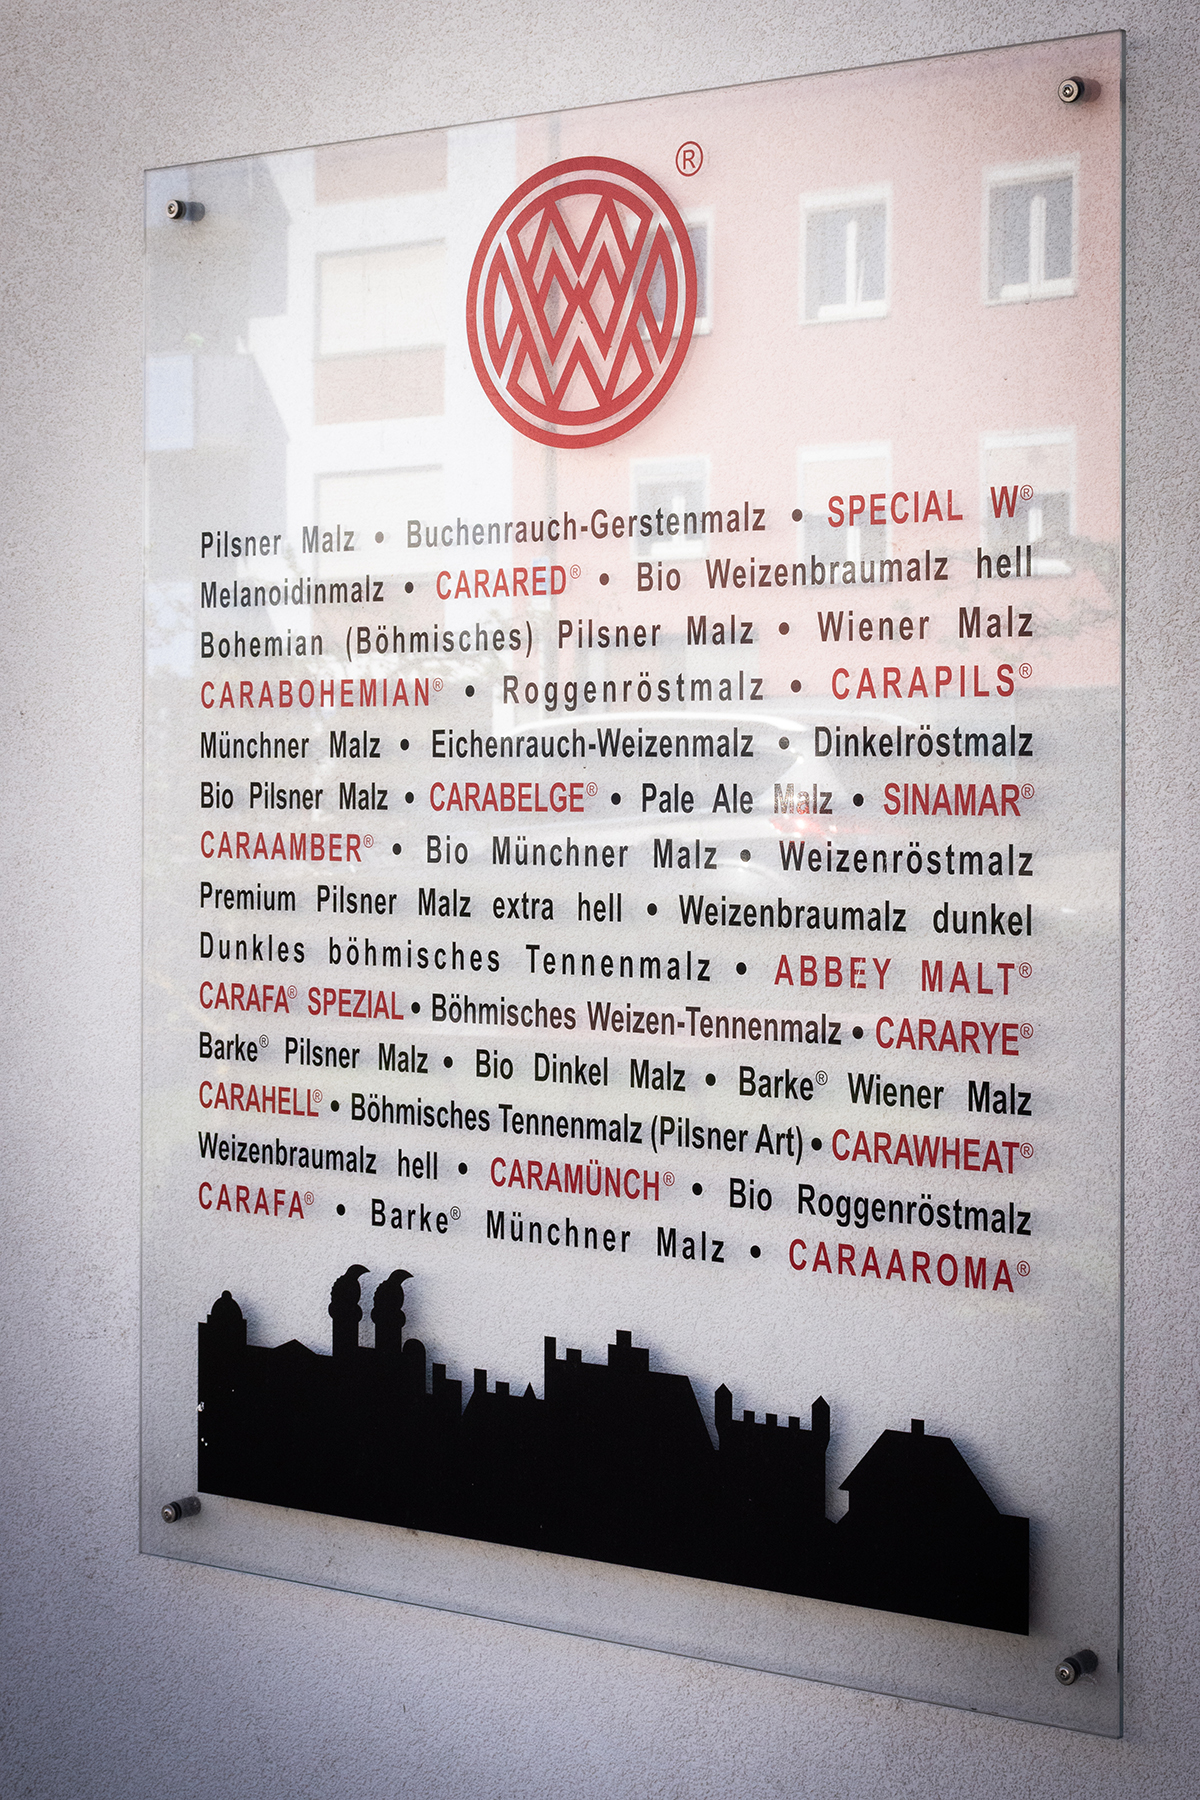 ®
Pilsner Malz • Buchenrauch-Gerstenmalz • SPECIAL W®
Melanoidinmalz • CARARED® • Bio Weizenbraumalz hell
Bohemian (Böhmisches) Pilsner Malz • Wiener Malz
CARABOHEMIAN® • Roggenröstmalz • CARAPILS®
Münchner Malz • Eichenrauch-Weizenmalz • Dinkelröstmalz
Bio Pilsner Malz • CARABELGE® • Pale Ale Malz • SINAMAR®
CARAAMBER® • Bio Münchner Malz • Weizenröstmalz
Premium Pilsner Malz extra hell • Weizenbraumalz dunkel
Dunkles böhmisches Tennenmalz • ABBEY MALT®
CARAFA® SPEZIAL • Böhmisches Weizen-Tennenmalz • CARARYE®
Barke® Pilsner Malz • Bio Dinkel Malz • Barke® Wiener Malz
CARAHELL® • Böhmisches Tennenmalz (Pilsner Art) • CARAWHEAT®
Weizenbraumalz hell • CARAMÜNCH® • Bio Roggenröstmalz
CARAFA® • Barke® Münchner Malz • CARAAROMA®